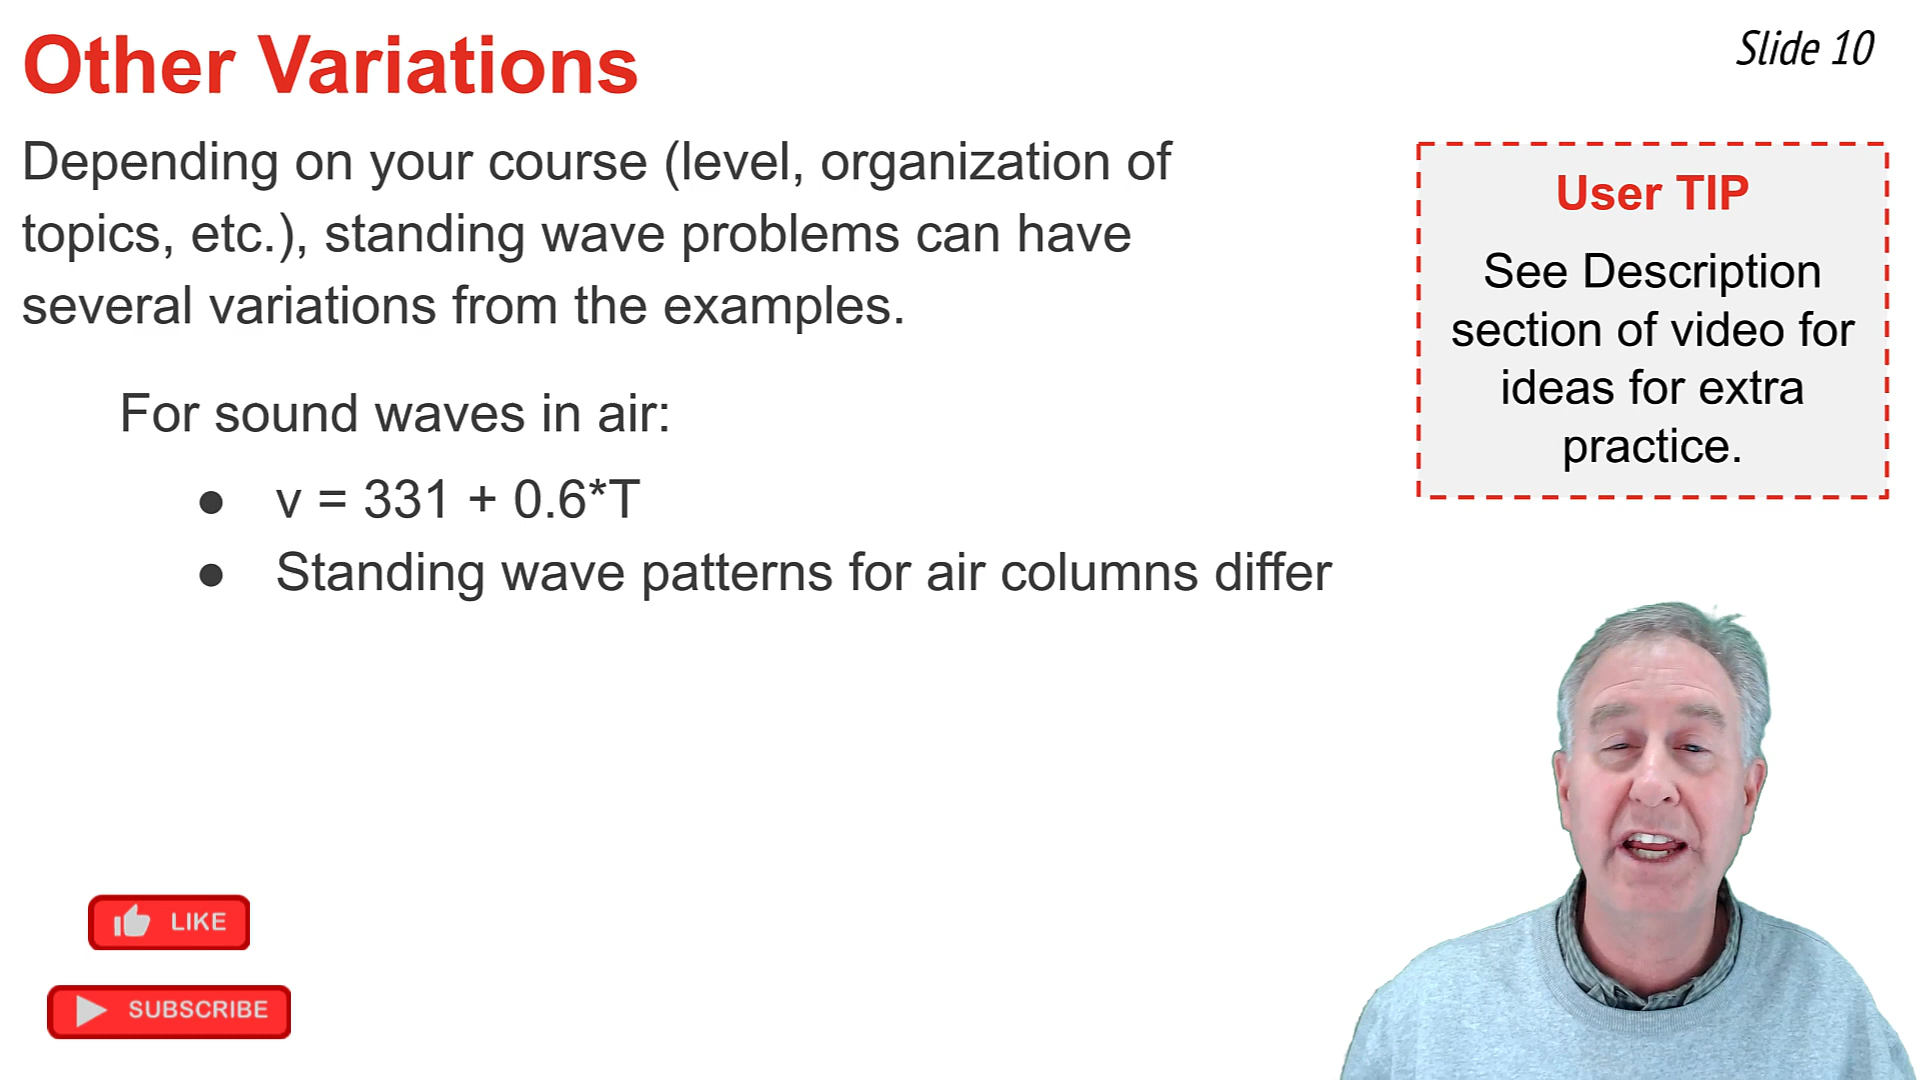 Other Variations
Slide 10
Depending on your course (level, organization of
topics, etc.), standing wave problems can have
several variations from the examples.
For sound waves in air:
● v = 331 + 0.6*T
● Standing wave patterns for air columns differ
User TIP
See Description
section of video for
ideas for extra
practice.
LIKE
SUBSCRIBE